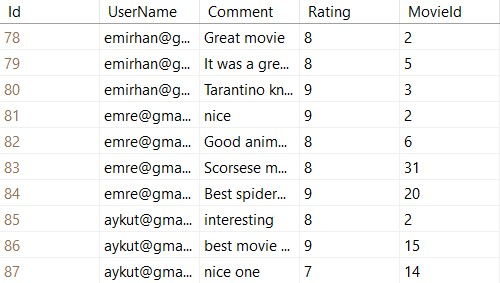 Id UserName Comment Rating MovieId
78 emirhan@g... Great movie 8 2
79 emirhan@g... It was a gre... 8 5
80 emirhan@g... Tarantino kn... 9 3
81 emre@gma... nice 9 2
82 emre@gma... Good anim... 8 6
83 emre@gma... Scorsese m... 8 31
84 emre@gma... Best spider... 9 20
85 aykut@gma... interesting 8 2
86 aykut@gma... best movie ... 9 15
87 aykut@gma... nice one 7 14